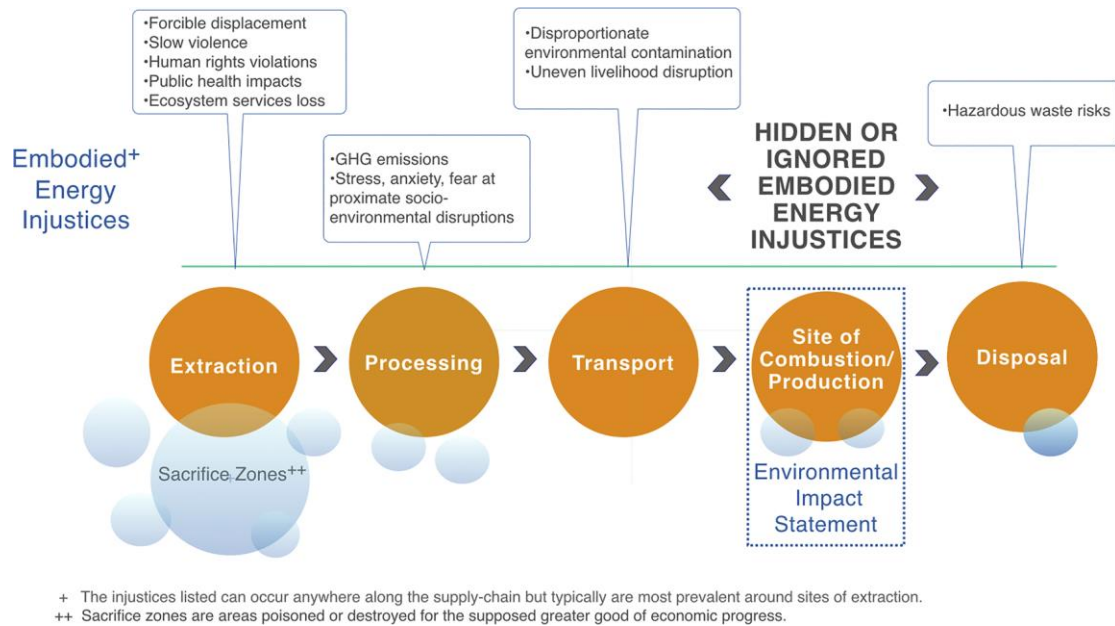 •Forcible displacement
•Slow violence
•Human rights violations
•Public health impacts
•Ecosystem services loss
•Disproportionate
environmental contamination
•Uneven livelihood disruption
•Hazardous waste risks
Embodied+
Energy
Injustices
•GHG emissions
•Stress, anxiety, fear at
proximate socio-
environmental disruptions
HIDDEN OR
IGNORED
EMBODIED
ENERGY
INJUSTICES
Extraction
Processing
Transport
Site of
Combustion/
Production
Disposal
Sacrifice Zones++
Environmental
Impact
Statement
+ The injustices listed can occur anywhere along the supply-chain but typically are most prevalent around sites of extraction.
++ Sacrifice zones are areas poisoned or destroyed for the supposed greater good of economic progress.